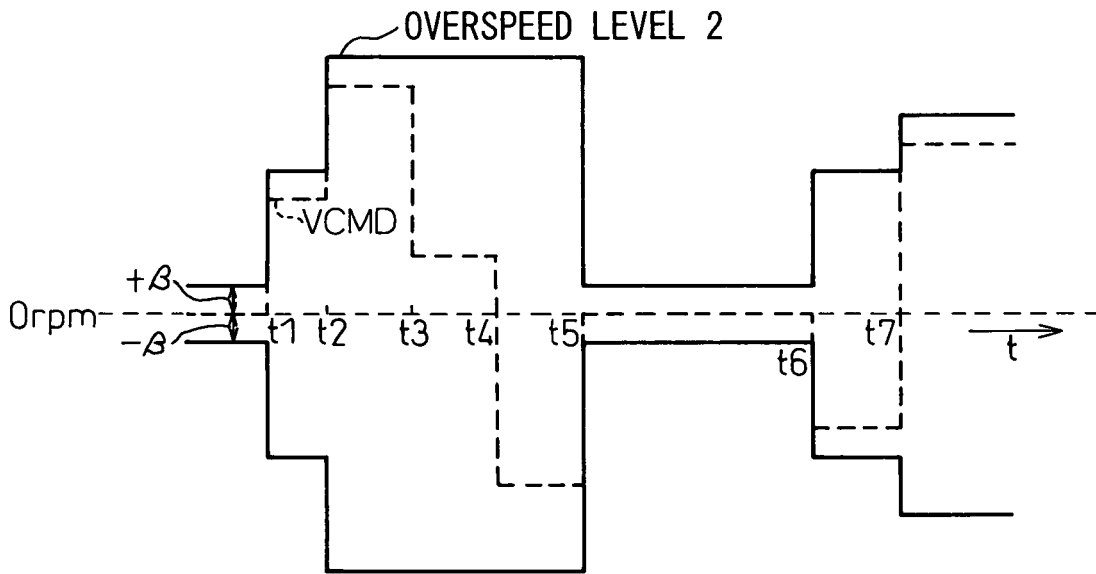 OVERSPEED LEVEL 2
VCMD
+β
0rpm
-β
t1 t2 t3 t4 t5 t6 t7
t